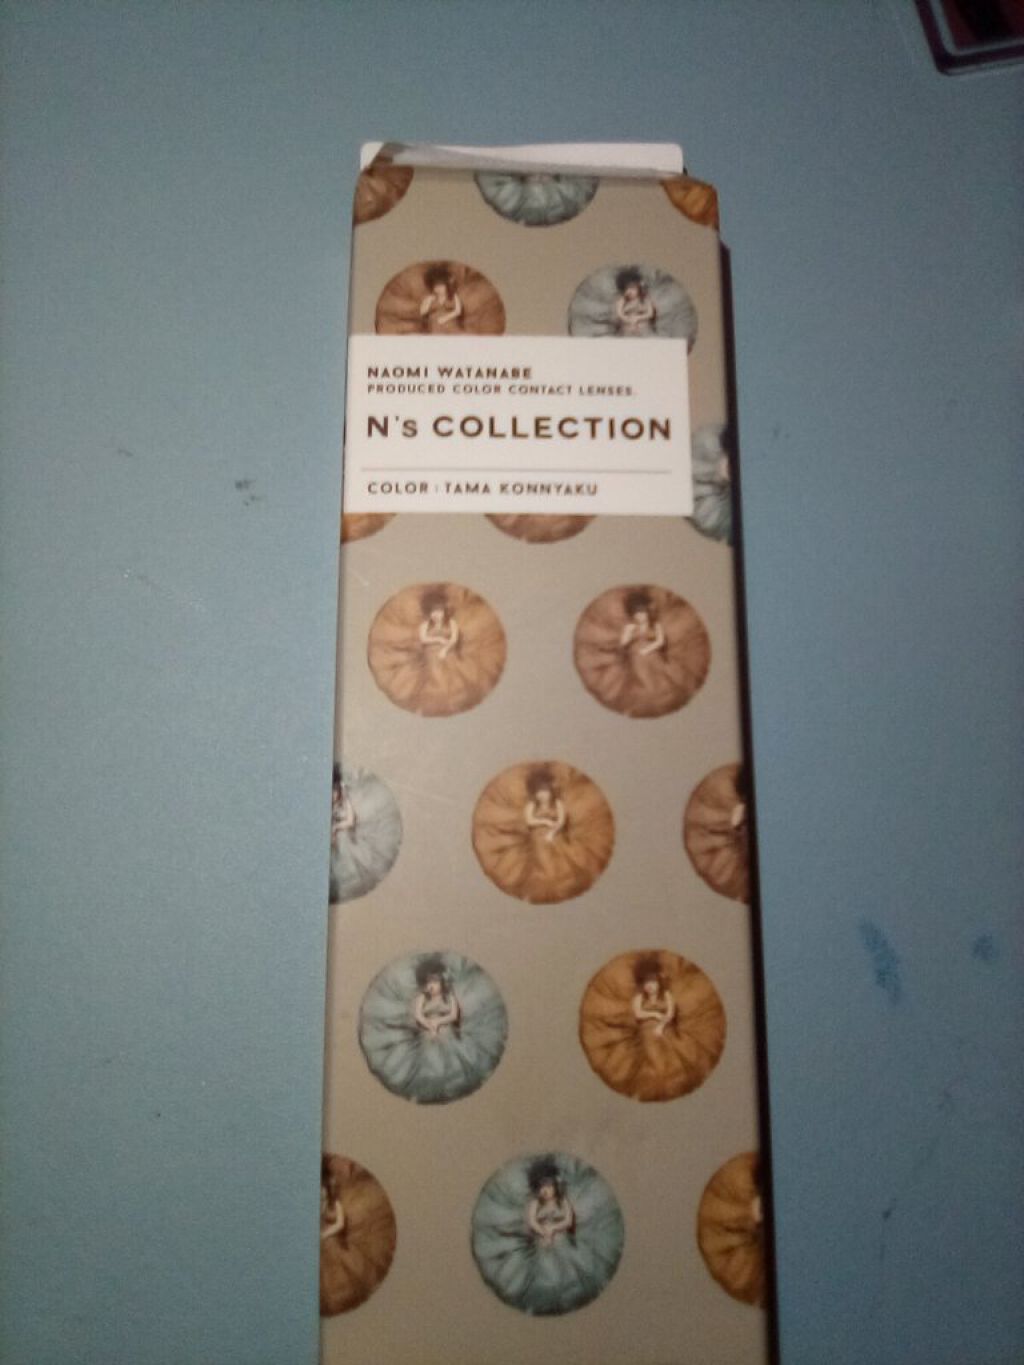 NAOMI WATANABE
PRODUCED COLOR CONTACT LENSES.
N's COLLECTION
COLOR : TAMA KONNYAKU